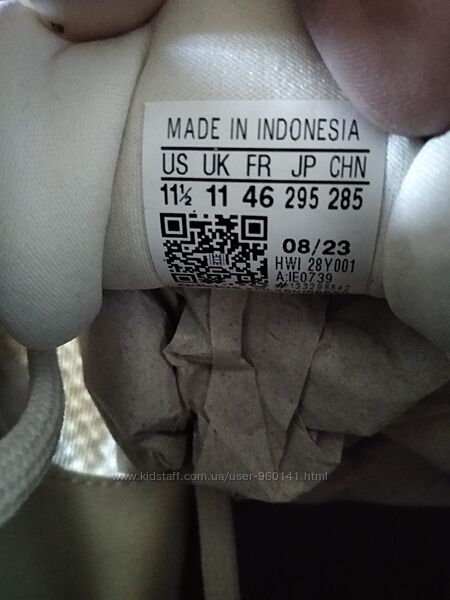 MADE IN INDONESIA
US UK FR JP CHN
11½ 11 46 295 285
08/23
HWI 28Y001
A:IE0739
www.kidstaff.com.ua/user-960141.html